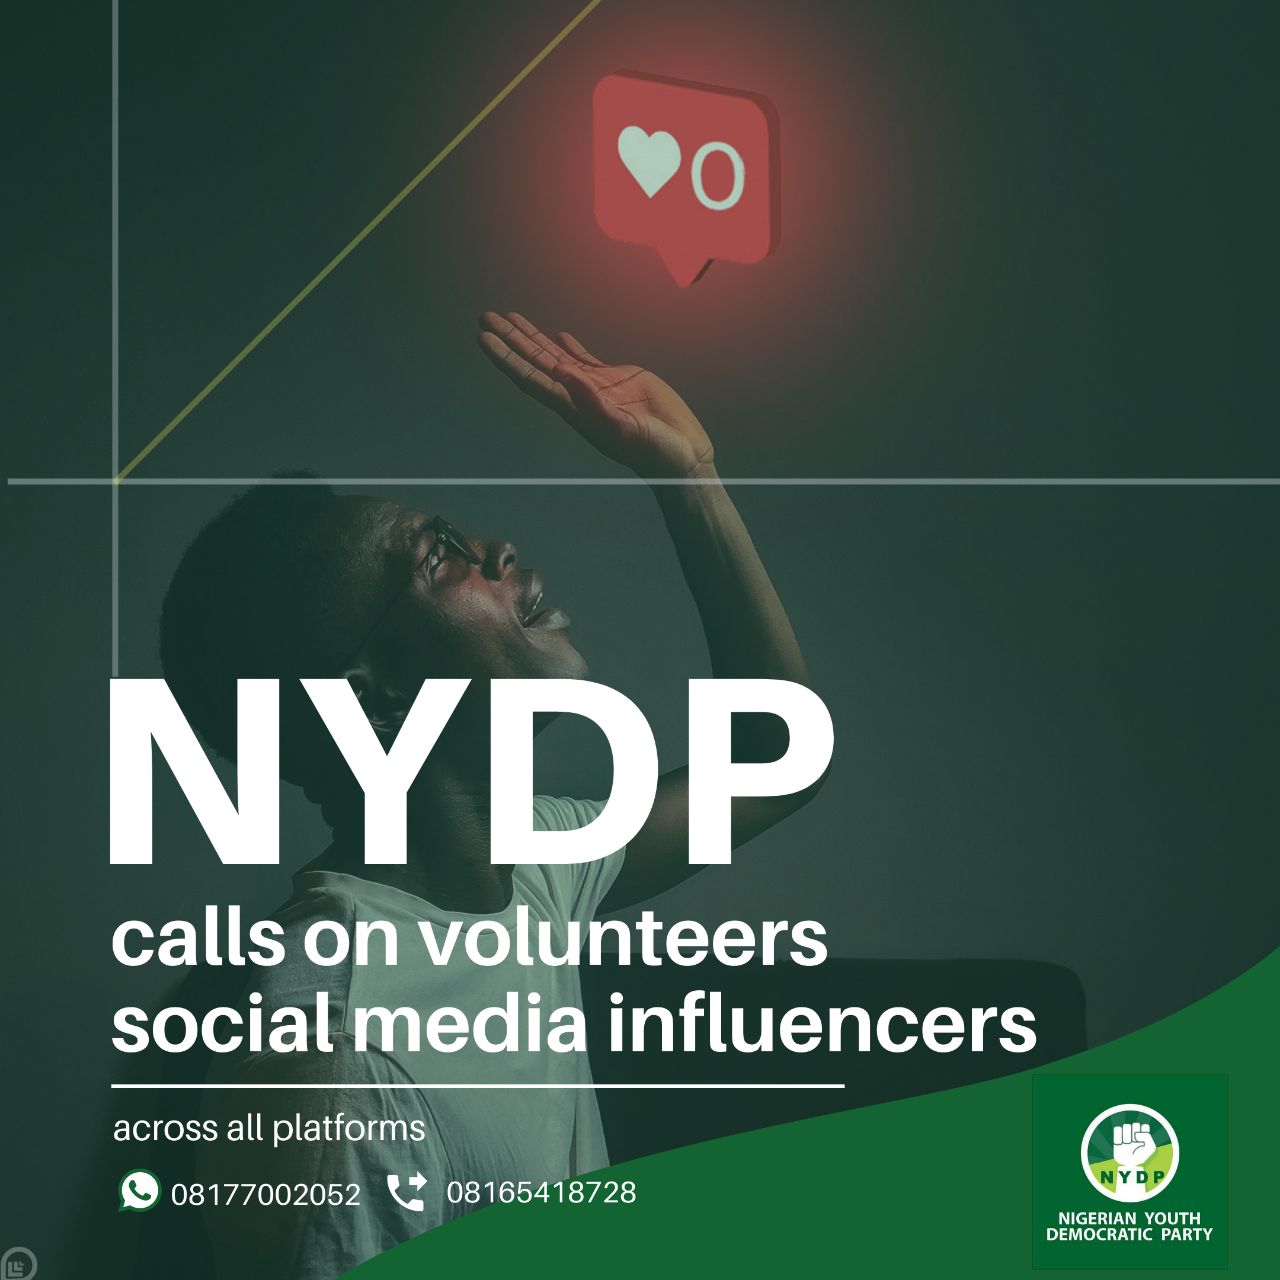 0
NYDP
calls on volunteers
social media influencers
across all platforms
08177002052 08165418728
NYDP
NIGERIAN YOUTH
DEMOCRATIC PARTY